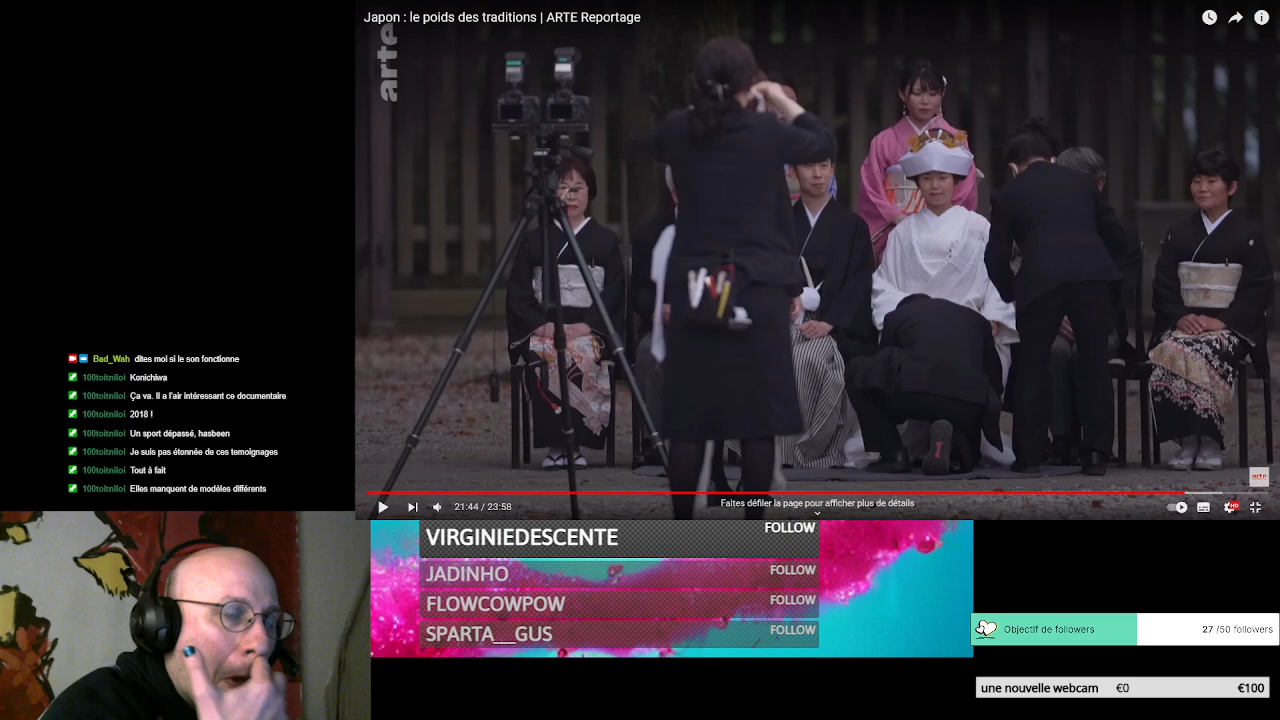 Japon : le poids des traditions | ARTE Reportage
arte
Bad_Wah dîtes moi si le son fonctionne
100toitniloi Konichiwa
100toitniloi Ça va. Il a l'air intéressant ce documentaire
100toitniloi 2018 !
100toitniloi Un sport dépassé, hasbeen
100toitniloi Je suis pas étonnée de ces temoignages
100toitniloi Tout à fait
100toitniloi Elles manquent de modèles différents
arte
Faites défiler la page pour afficher plus de détails
21:44 / 23:58
HD
VIRGINIEDESCENTE FOLLOW
JADINHO FOLLOW
FLOWCOWPOW FOLLOW
SPARTA__GUS FOLLOW
Objectif de followers 27 /50 followers
une nouvelle webcam €0 €100